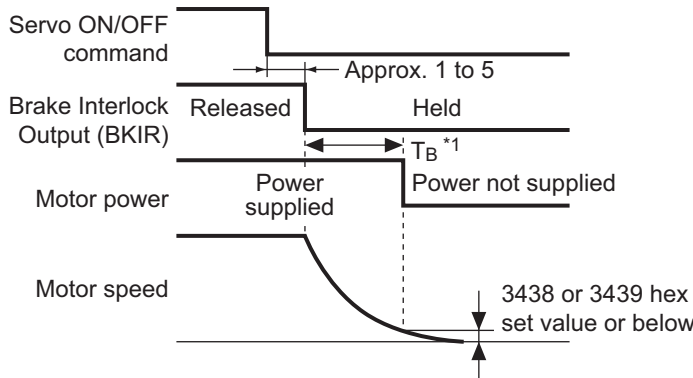 Servo ON/OFF
command
Approx. 1 to 5
Brake Interlock
Output (BKIR)
Released
Held
TB *1
Motor power
Power
supplied
Power not supplied
Motor speed
3438 or 3439 hex
set value or below